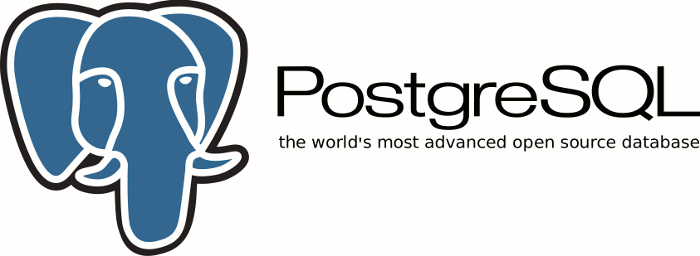 PostgreSQL
the world's most advanced open source database